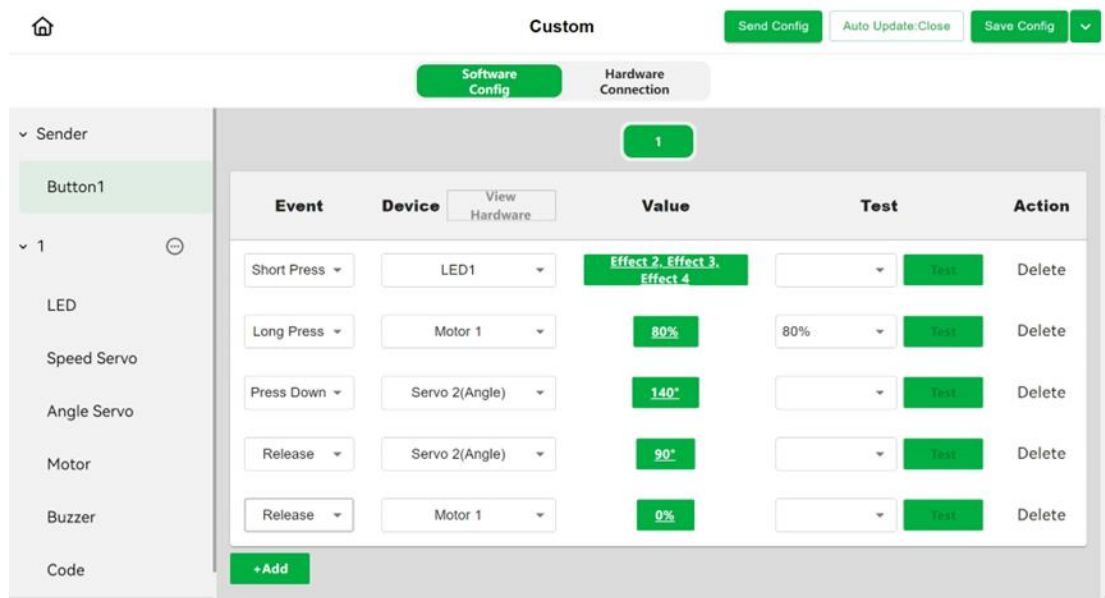 Custom
Send Config
Auto Update:Close
Save Config
Software
Config
Hardware
Connection
Sender
Button1
1
LED
Speed Servo
Angle Servo
Motor
Buzzer
Code
1
Event
Device
View
Hardware
Value
Test
Action
Short Press
LED1
Effect 2, Effect 3,
Effect 4
Test
Delete
Long Press
Motor 1
80%
80%
Test
Delete
Press Down
Servo 2(Angle)
140°
Test
Delete
Release
Servo 2(Angle)
90°
Test
Delete
Release
Motor 1
0%
Test
Delete
+Add